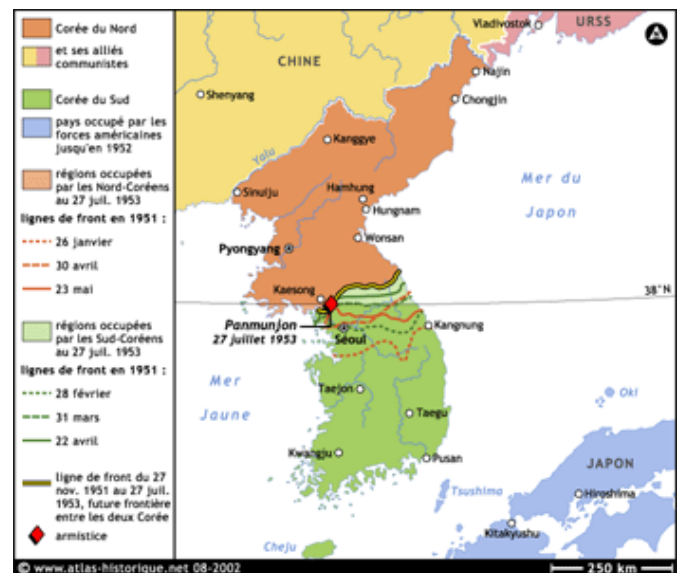 Corée du Nord
et ses alliés
communistes
Corée du Sud
pays occupé par les
forces américaines
jusqu'en 1952
régions occupées
par les Nord-Coréens
au 27 juil. 1953
lignes de front en 1951 :
26 janvier
30 avril
23 mai
régions occupées
par les Sud-Coréens
au 27 juil. 1953
lignes de front en 1951 :
28 février
31 mars
22 avril
ligne de front du 27
nov. 1951 au 27 juil.
1953, future frontière
entre les deux Corée
armistice
Vladivostok
URSS
CHINE
Najin
Shenyang
Chongjin
Kanggye
Yalu
Mer du
Japon
Sinuiju
Hamhung
Hungnam
Wonsan
Pyongyang
Kaesong
38°N
Panmunjon
27 juillet 1953
Séoul
Kangnung
Mer
Jaune
Taejon
Oki
Taegu
Kwangju
Pusan
JAPON
Tsushima
Hiroshima
Kitakyushu
Cheju
© www.atlas-historique.net 08-2002
250 km